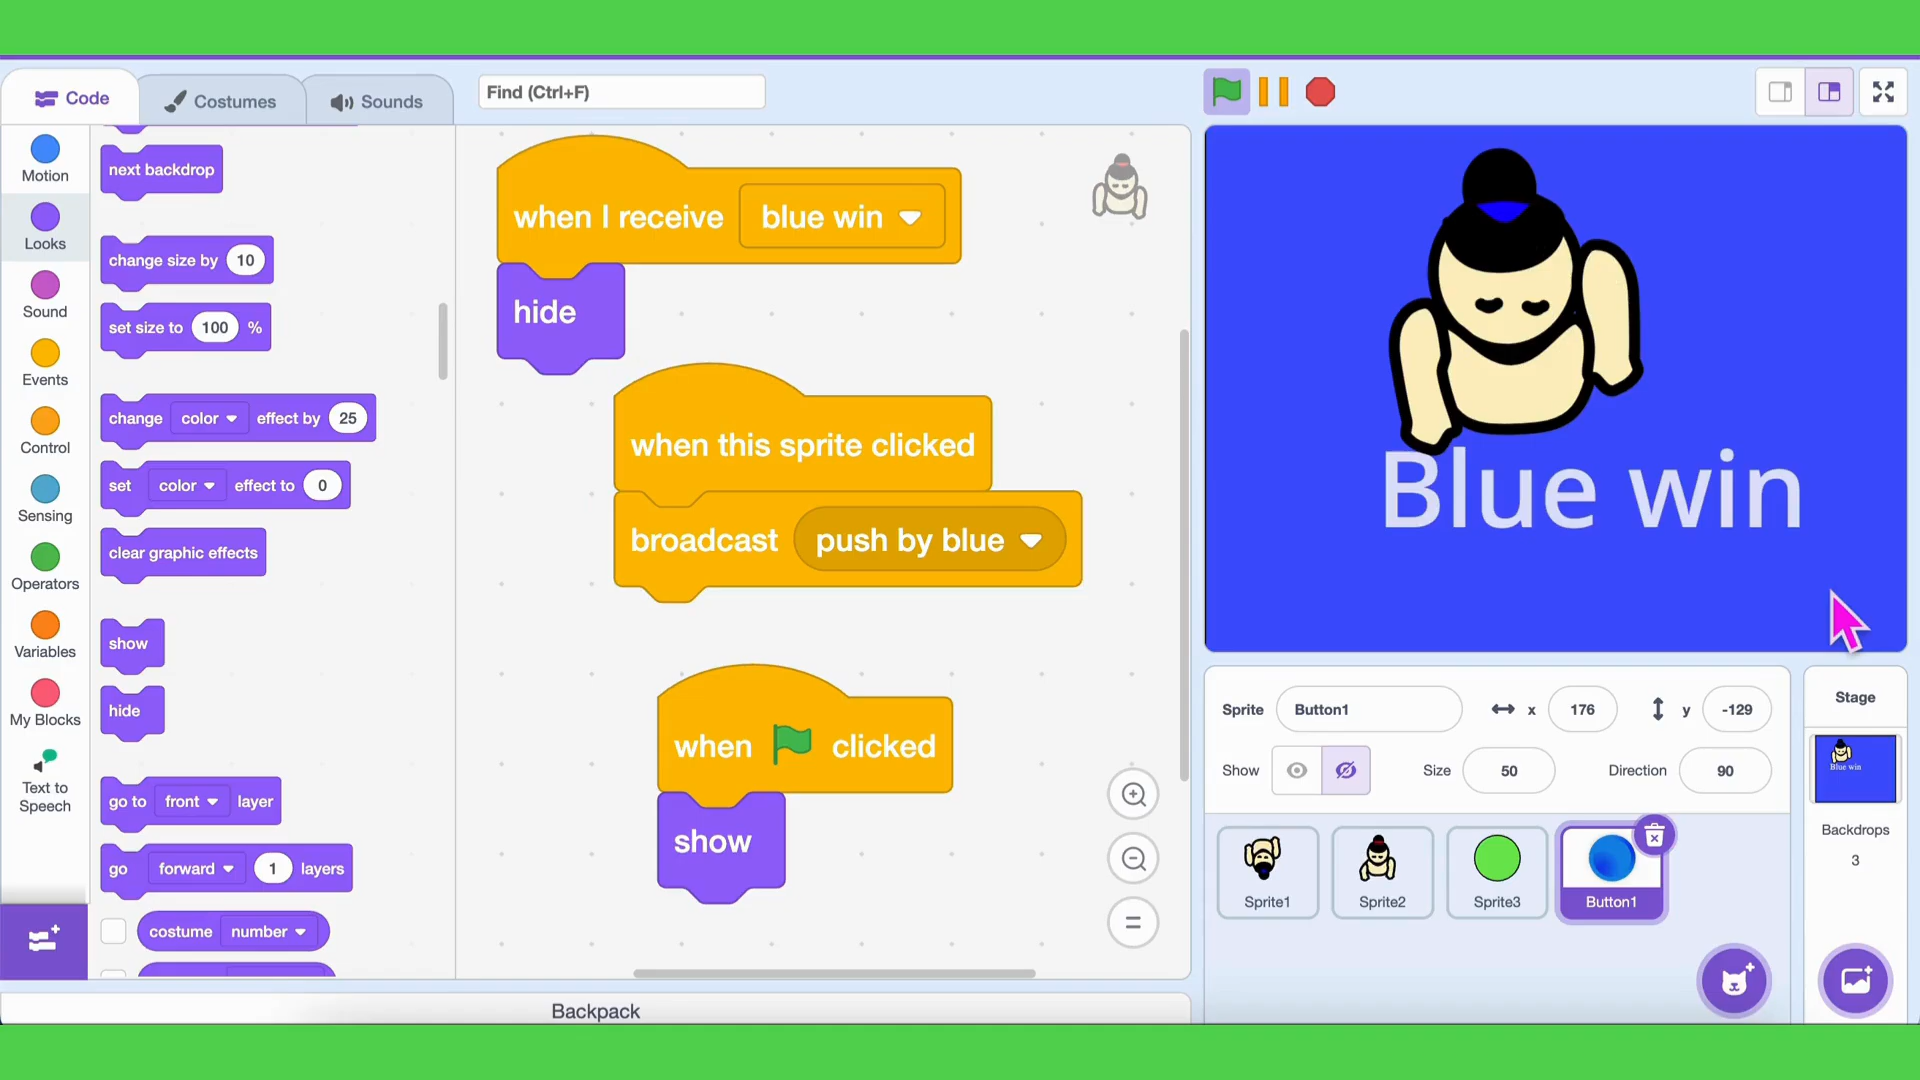 Code
Costumes
Sounds
Find (Ctrl+F)
Motion
Looks
Sound
Events
Control
Sensing
Operators
Variables
My Blocks
Text to
Speech
next backdrop
change size by 10
set size to 100 %
change color effect by 25
set color effect to 0
clear graphic effects
show
hide
go to front layer
go forward 1 layers
costume number
when I receive blue win
hide
when this sprite clicked
broadcast push by blue
when clicked
show
Backpack
Blue win
Sprite Button1 x 176 y -129
Show Size 50 Direction 90
Sprite1
Sprite2
Sprite3
Button1
Stage
Blue win
Backdrops
3